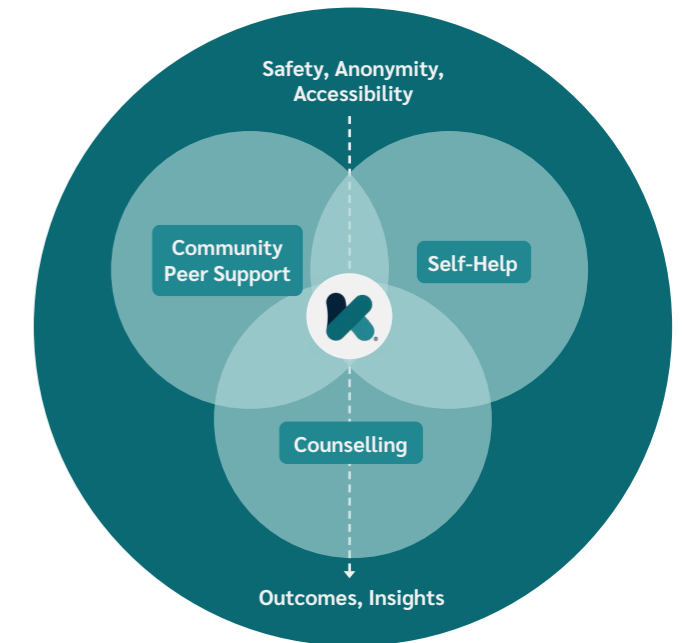 Safety, Anonymity,
Accessibility
Community
Peer Support
Self-Help
Counselling
Outcomes, Insights